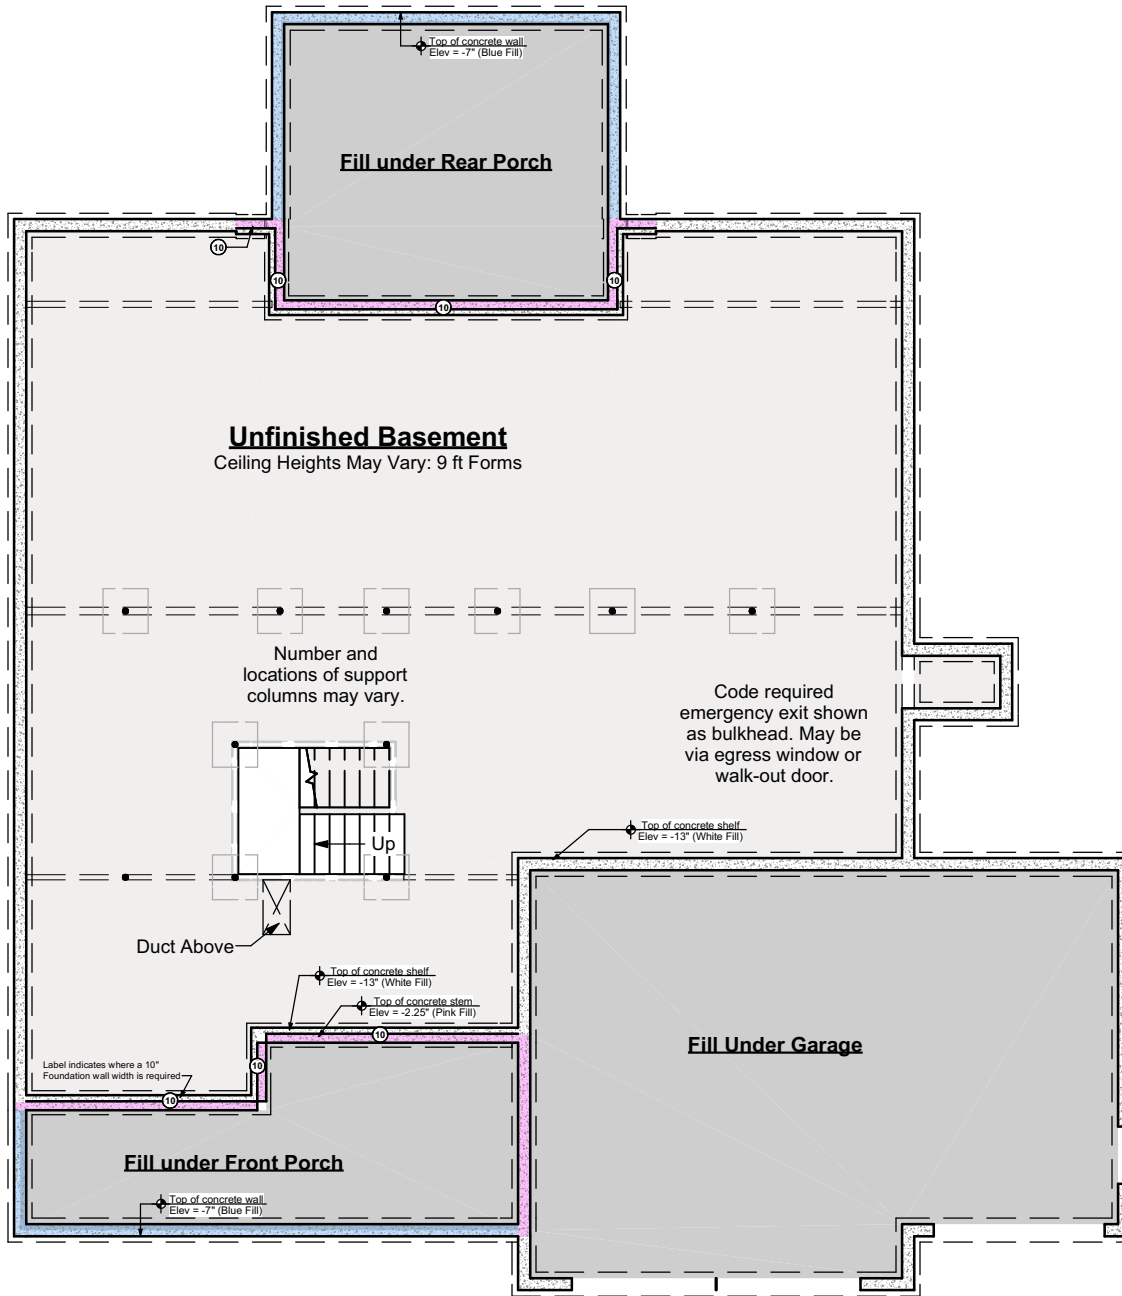 Top of concrete wall
Elev = -7" (Blue Fill)
Fill under Rear Porch
10
10
10
10
Unfinished Basement
Ceiling Heights May Vary: 9 ft Forms
Number and
locations of support
columns may vary.
Code required
emergency exit shown
as bulkhead. May be
via egress window or
walk-out door.
Top of concrete shelf
Elev = -13" (White Fill)
Up
Duct Above
Top of concrete shelf
Elev = -13" (White Fill)
Top of concrete stem
Elev = -2.25" (Pink Fill)
10
Fill Under Garage
Label indicates where a 10"
Foundation wall width is required
10
10
Fill under Front Porch
Top of concrete wall
Elev = -7" (Blue Fill)